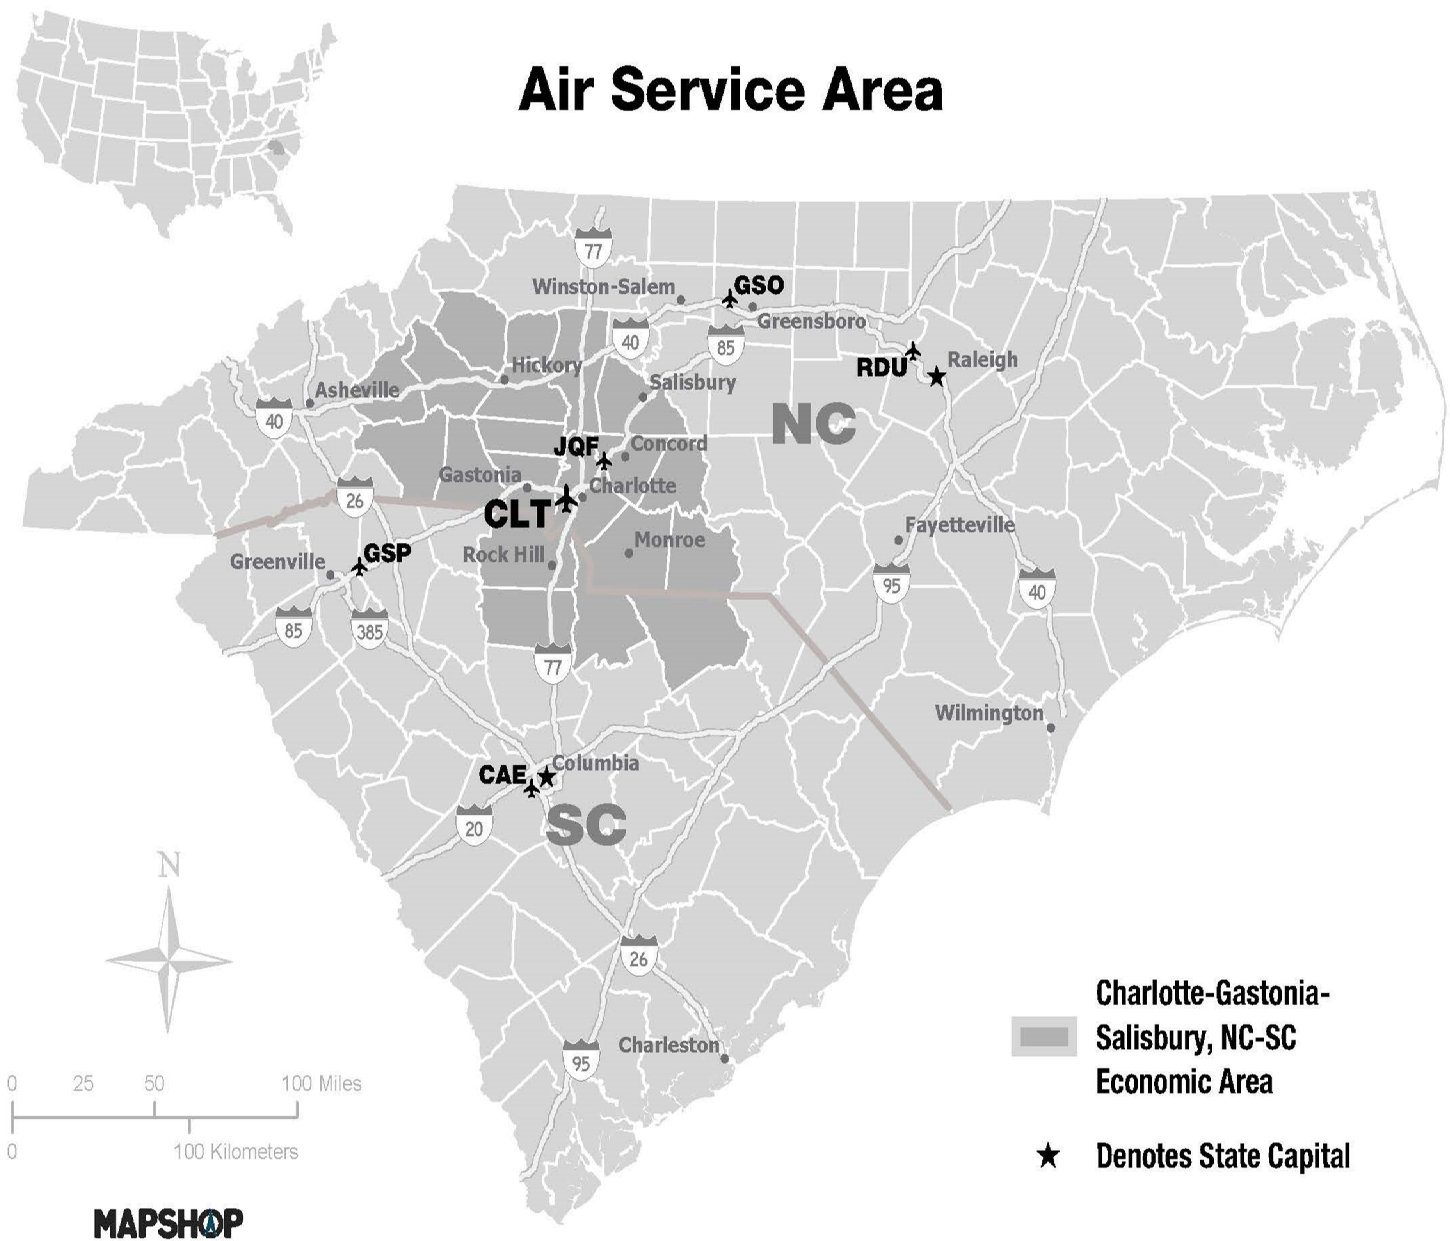 Air Service Area
77
Winston-Salem
GSO
Greensboro
40
85
Hickory
RDU
Raleigh
Asheville
Salisbury
40
NC
JQF
Concord
Gastonia
Charlotte
26
CLT
Fayetteville
Rock Hill
Monroe
Greenville
GSP
95
40
85
385
77
Wilmington
CAE
Columbia
20
SC
N
26
Charlotte-Gastonia-
Salisbury, NC-SC
Economic Area
Charleston
95
0 25 50 100 Miles
0 100 Kilometers
Denotes State Capital
MAPSHOP